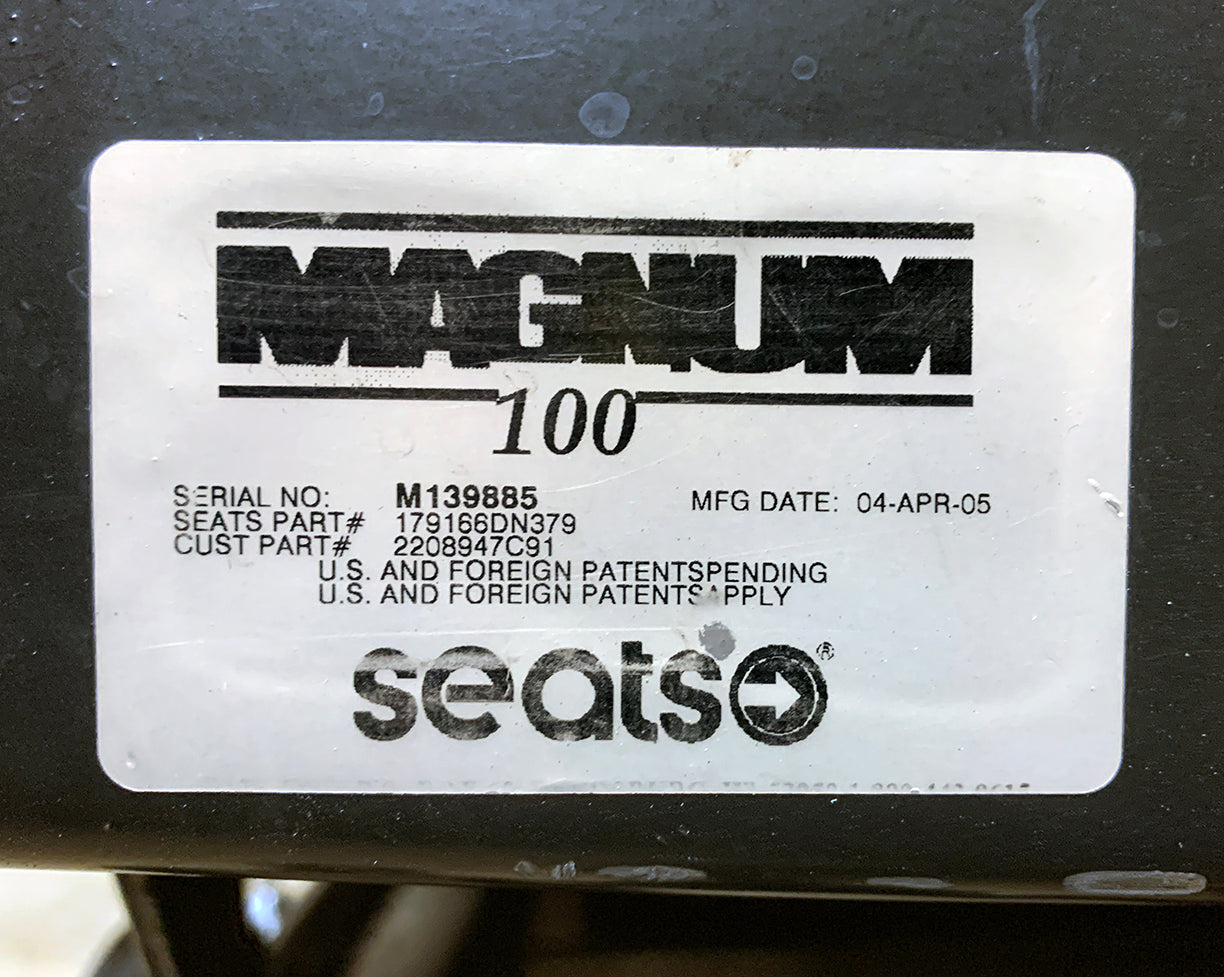 MAGNUM
100
SERIAL NO: M139885 MFG DATE: 04-APR-05
SEATS PART# 179166DN379
CUST PART# 2208947C91
U.S. AND FOREIGN PATENTSPENDING
U.S. AND FOREIGN PATENTSAPPLY
seats ®